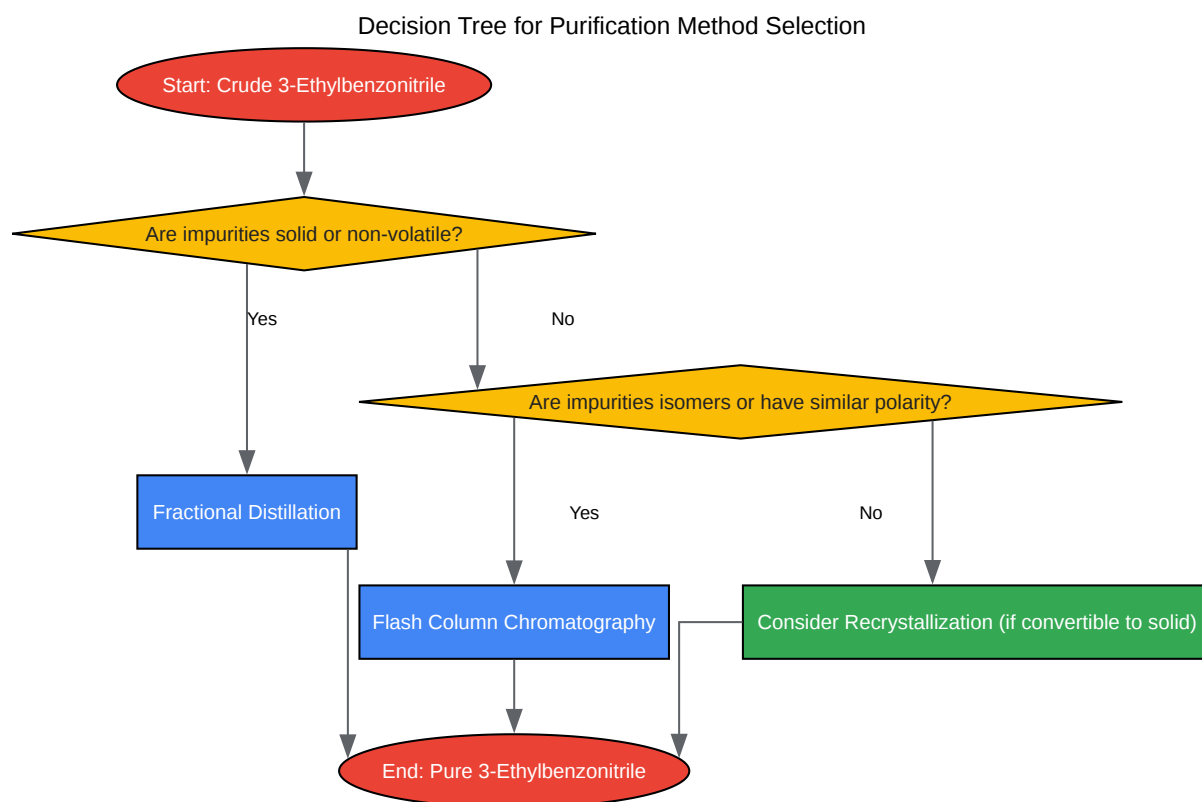 Decision Tree for Purification Method Selection
Start: Crude 3-Ethylbenzonitrile
Are impurities solid or non-volatile?
Yes
No
Are impurities isomers or have similar polarity?
Fractional Distillation
Yes
No
Flash Column Chromatography
Consider Recrystallization (if convertible to solid)
End: Pure 3-Ethylbenzonitrile